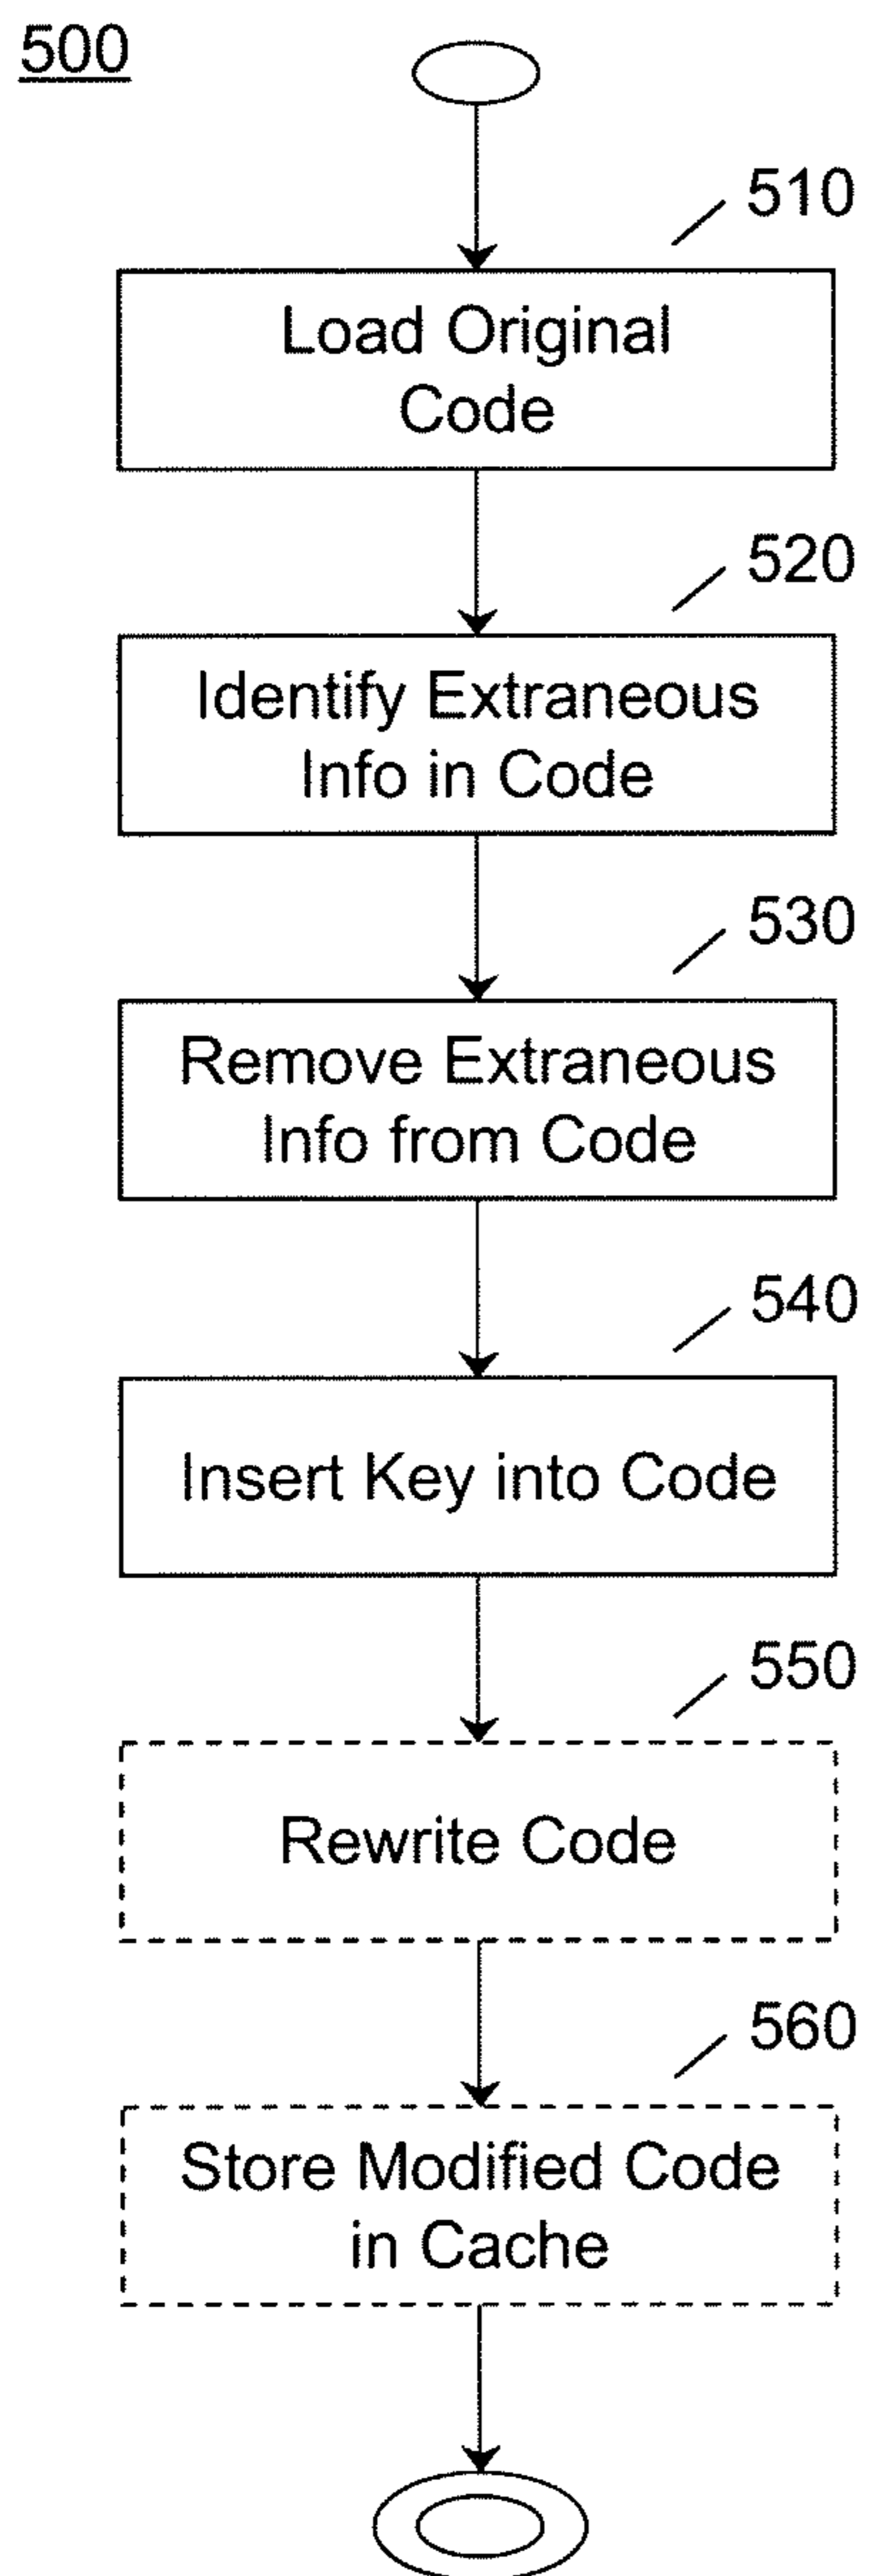 500
510
Load Original
Code
520
Identify Extraneous
Info in Code
530
Remove Extraneous
Info from Code
540
Insert Key into Code
550
Rewrite Code
560
Store Modified Code
in Cache